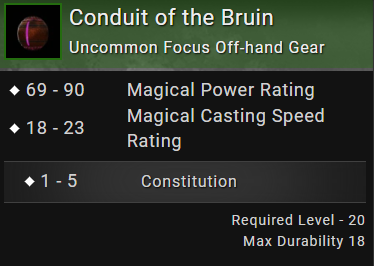 Conduit of the Bruin
Uncommon Focus Off-hand Gear
69 - 90 Magical Power Rating
18 - 23 Magical Casting Speed
Rating
1 - 5 Constitution
Required Level - 20
Max Durability 18